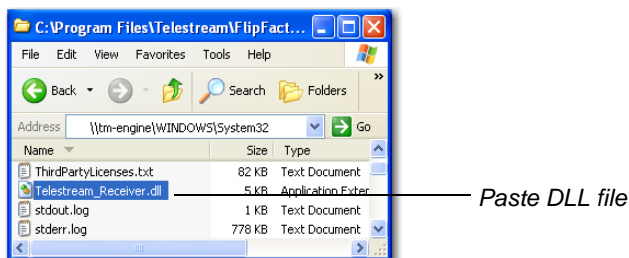 C:\Program Files\Telestream\FlipFact...
File Edit View Favorites Tools Help
Back Search Folders »
Address \\tm-engine\WINDOWS\System32 Go
Name Size Type
ThirdPartyLicenses.txt 82 KB Text Document
Telestream_Receiver.dll 5 KB Application Exter
stdout.log 1 KB Text Document
stderr.log 778 KB Text Document
Paste DLL file